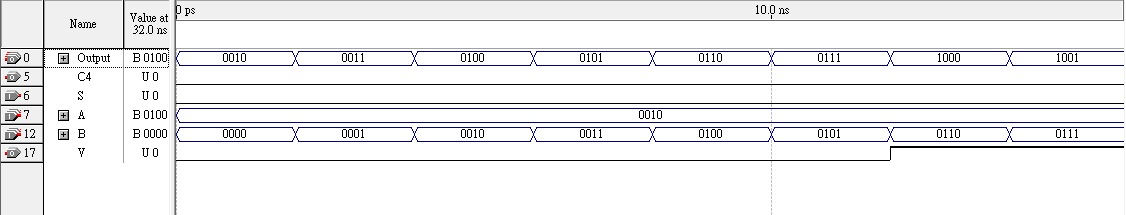 Name Value at 32.0 ns 0 ps 10.0 ns
0 Output B 0100 0010 0011 0100 0101 0110 0111 1000 1001
5 C4 U 0
6 S U 0
7 A B 0100 0010
12 B B 0000 0000 0001 0010 0011 0100 0101 0110 0111
17 V U 0